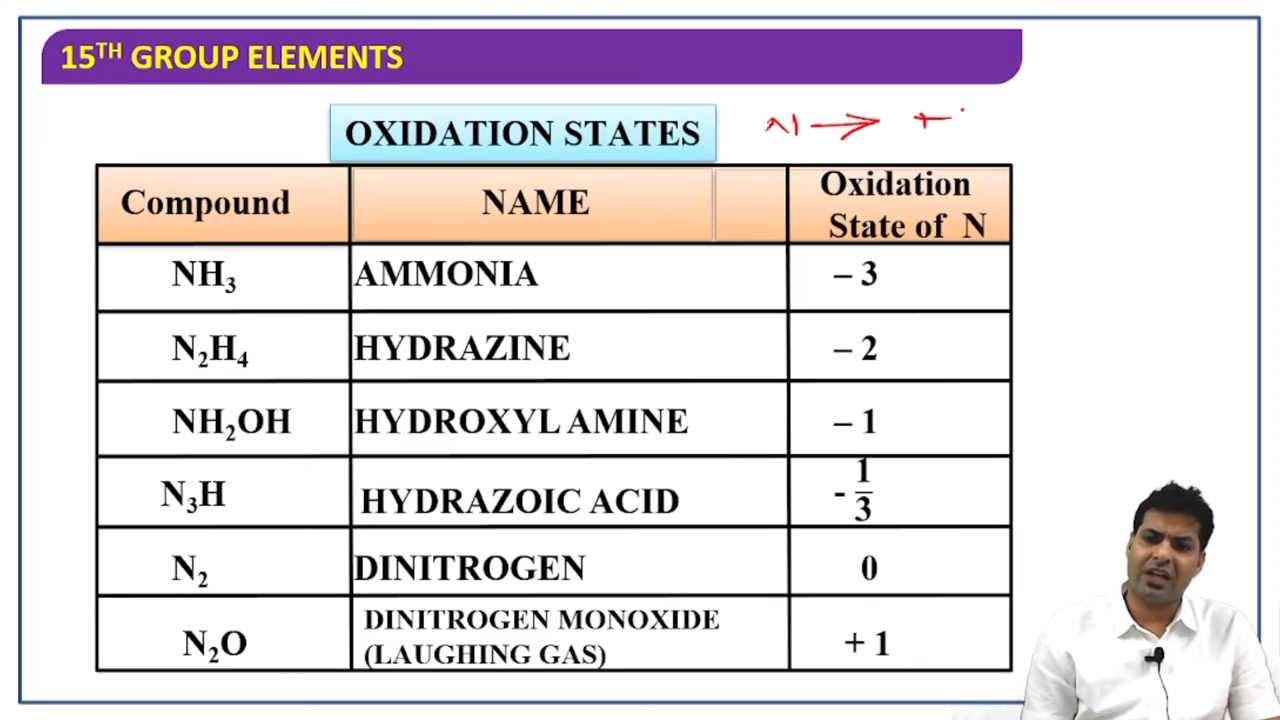 15TH GROUP ELEMENTS
OXIDATION STATES
N → +
Compound NAME Oxidation State of N
NH3 AMMONIA – 3
N2H4 HYDRAZINE – 2
NH2OH HYDROXYL AMINE – 1
N3H HYDRAZOIC ACID - 1/3
N2 DINITROGEN 0
N2O DINITROGEN MONOXIDE (LAUGHING GAS) + 1